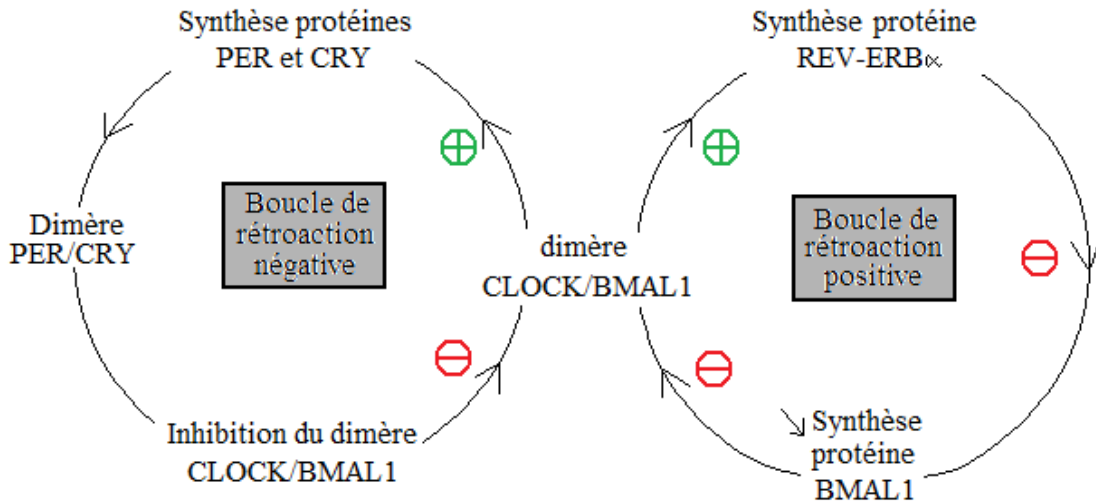 Synthèse protéines
PER et CRY
Synthèse protéine
REV-ERBα
Boucle de
rétroaction
négative
Boucle de
rétroaction
positive
Dimère
PER/CRY
dimère
CLOCK/BMAL1
Inhibition du dimère
CLOCK/BMAL1
Synthèse
protéine
BMAL1